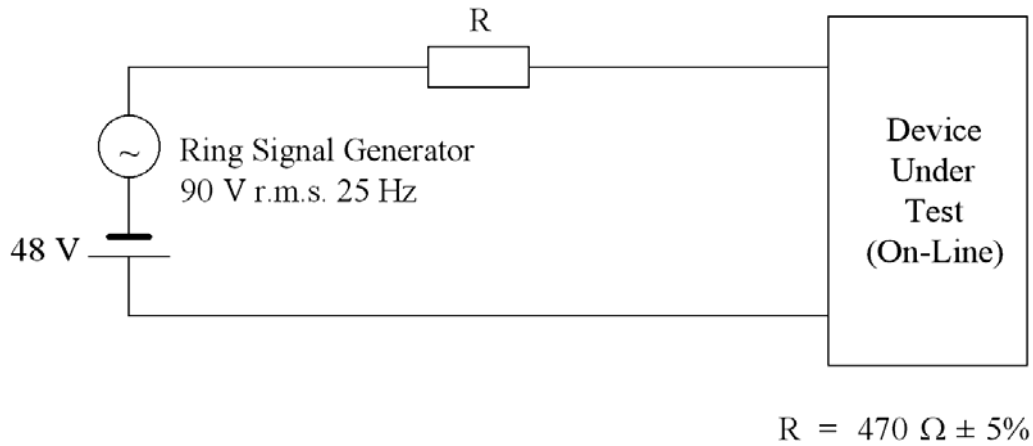 R
Ring Signal Generator
90 V r.m.s. 25 Hz
48 V
~
Device
Under
Test
(On-Line)
R = 470 Ω ± 5%